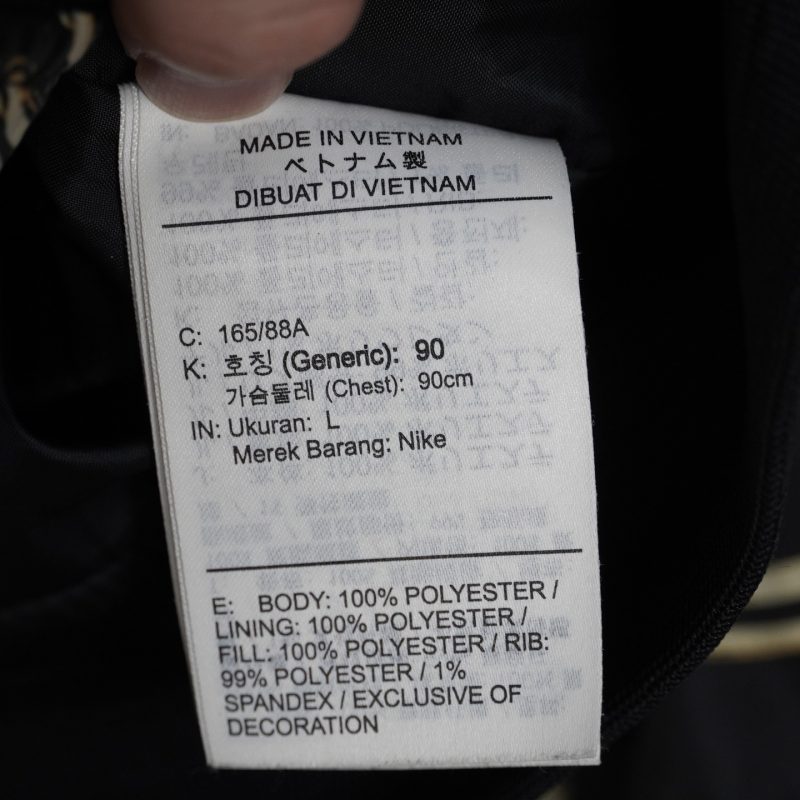 MADE IN VIETNAM
ベトナム製
DIBUAT DI VIETNAM
C: 165/88A
K: 호칭 (Generic): 90
가슴둘레 (Chest): 90cm
IN: Ukuran: L
Merek Barang: Nike
E: BODY: 100% POLYESTER /
LINING: 100% POLYESTER /
FILL: 100% POLYESTER / RIB:
99% POLYESTER / 1%
SPANDEX / EXCLUSIVE OF
DECORATION